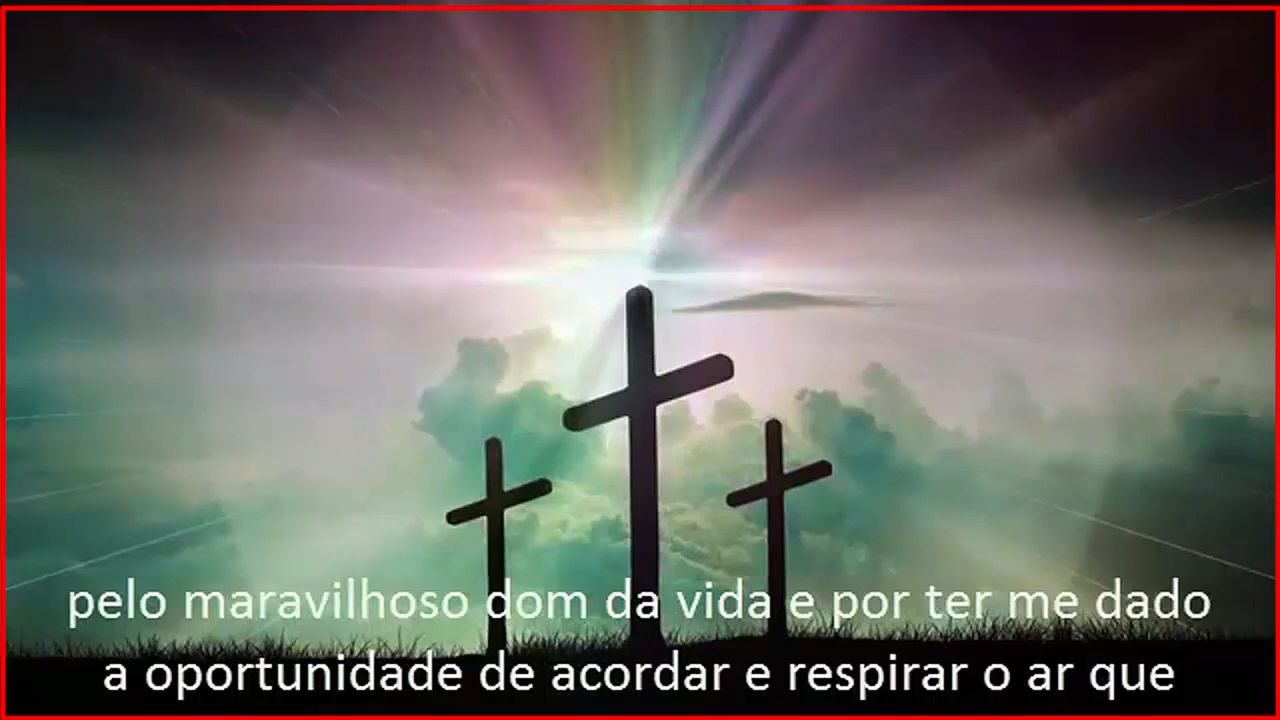 pelo maravilhoso dom da vida e por ter me dado
a oportunidade de acordar e respirar o ar que